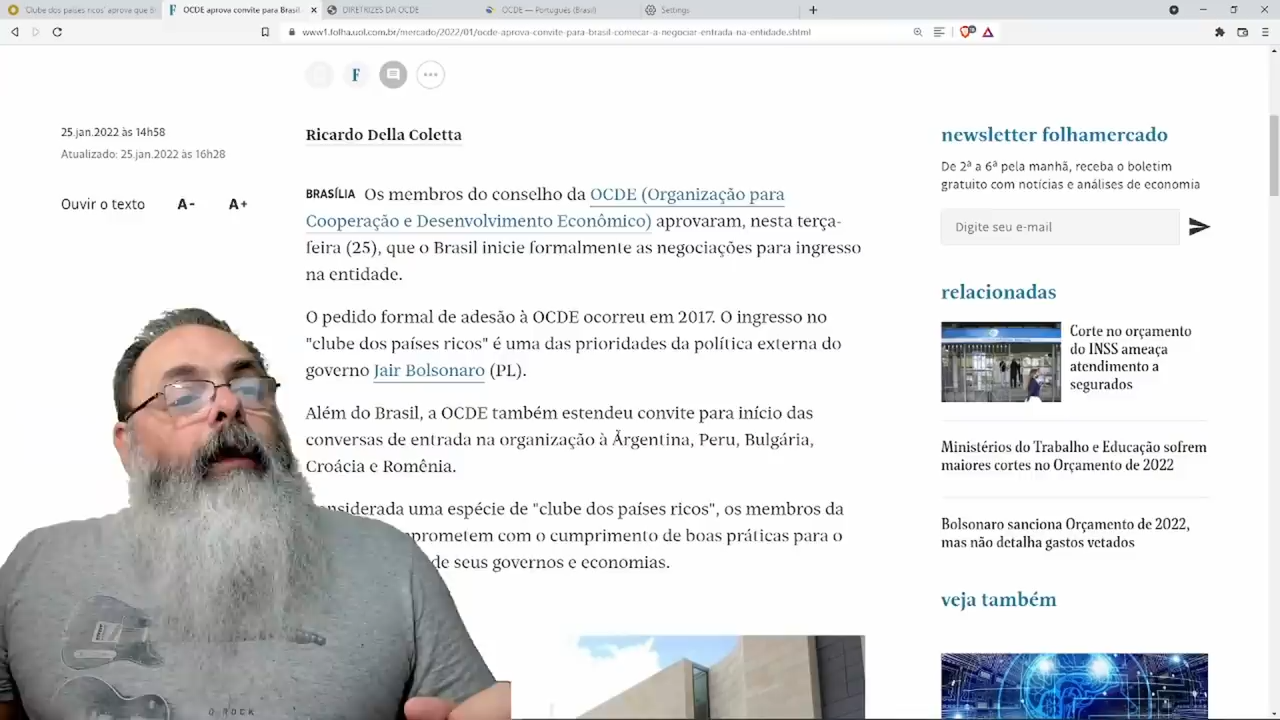 'Clube dos países ricos' aprova que B
OCDE aprova convite para Brasil
DIRETRIZES DA OCDE
OCDE — Português (Brasil)
Settings
www1.folha.uol.com.br/mercado/2022/01/ocde-aprova-convite-para-brasil-comecar-a-negociar-entrada-na-entidade.shtml
F
25.jan.2022 às 14h58
Atualizado: 25.jan.2022 às 16h28
Ouvir o texto A- A+
Ricardo Della Coletta
BRASÍLIA Os membros do conselho da OCDE (Organização para
Cooperação e Desenvolvimento Econômico) aprovaram, nesta terça-
feira (25), que o Brasil inicie formalmente as negociações para ingresso
na entidade.
O pedido formal de adesão à OCDE ocorreu em 2017. O ingresso no
"clube dos países ricos" é uma das prioridades da política externa do
governo Jair Bolsonaro (PL).
Além do Brasil, a OCDE também estendeu convite para início das
conversas de entrada na organização à Argentina, Peru, Bulgária,
Croácia e Romênia.
onsiderada uma espécie de "clube dos países ricos", os membros da
prometem com o cumprimento de boas práticas para o
de seus governos e economias.
newsletter folhamercado
De 2ª a 6ª pela manhã, receba o boletim
gratuito com notícias e análises de economia
Digite seu e-mail
relacionadas
Corte no orçamento
do INSS ameaça
atendimento a
segurados
Ministérios do Trabalho e Educação sofrem
maiores cortes no Orçamento de 2022
Bolsonaro sanciona Orçamento de 2022,
mas não detalha gastos vetados
veja também
O ROCK